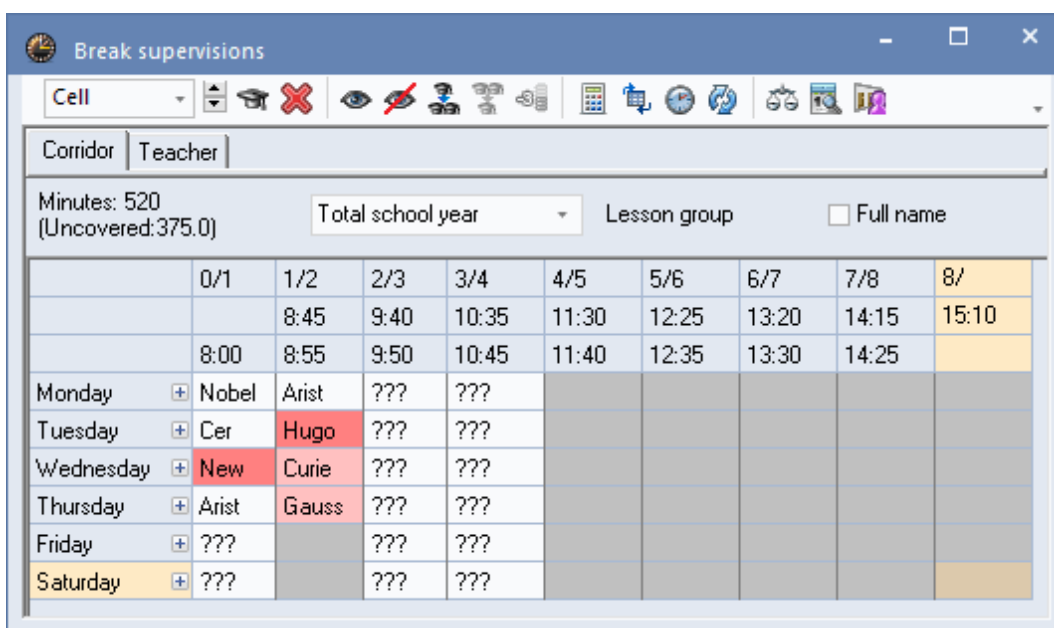 Break supervisions
Cell
Corridor Teacher
Minutes: 520
(Uncovered:375.0) Total school year Lesson group Full name
0/1 1/2 2/3 3/4 4/5 5/6 6/7 7/8 8/
8:45 9:40 10:35 11:30 12:25 13:20 14:15 15:10
8:00 8:55 9:50 10:45 11:40 12:35 13:30 14:25
Monday Nobel Arist ??? ???
Tuesday Cer Hugo ??? ???
Wednesday New Curie ??? ???
Thursday Arist Gauss ??? ???
Friday ??? ??? ???
Saturday ??? ??? ???